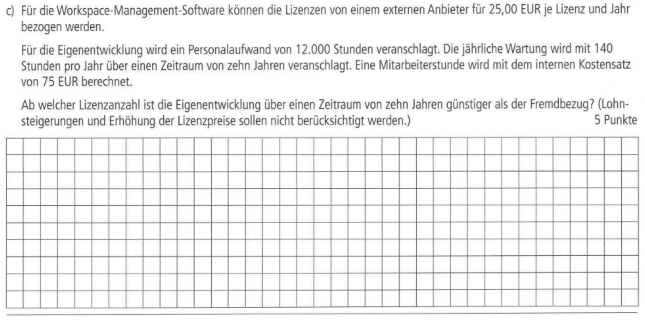 c) Für die Workspace-Management-Software können die Lizenzen von einem externen Anbieter für 25,00 EUR je Lizenz und Jahr
bezogen werden.
Für die Eigenentwicklung wird ein Personalaufwand von 12.000 Stunden veranschlagt. Die jährliche Wartung wird mit 140
Stunden pro Jahr über einen Zeitraum von zehn Jahren veranschlagt. Eine Mitarbeiterstunde wird mit dem internen Kostensatz
von 75 EUR berechnet.
Ab welcher Lizenzanzahl ist die Eigenentwicklung über einen Zeitraum von zehn Jahren günstiger als der Fremdbezug? (Lohn-
steigerungen und Erhöhung der Lizenzpreise sollen nicht berücksichtigt werden.) 5 Punkte